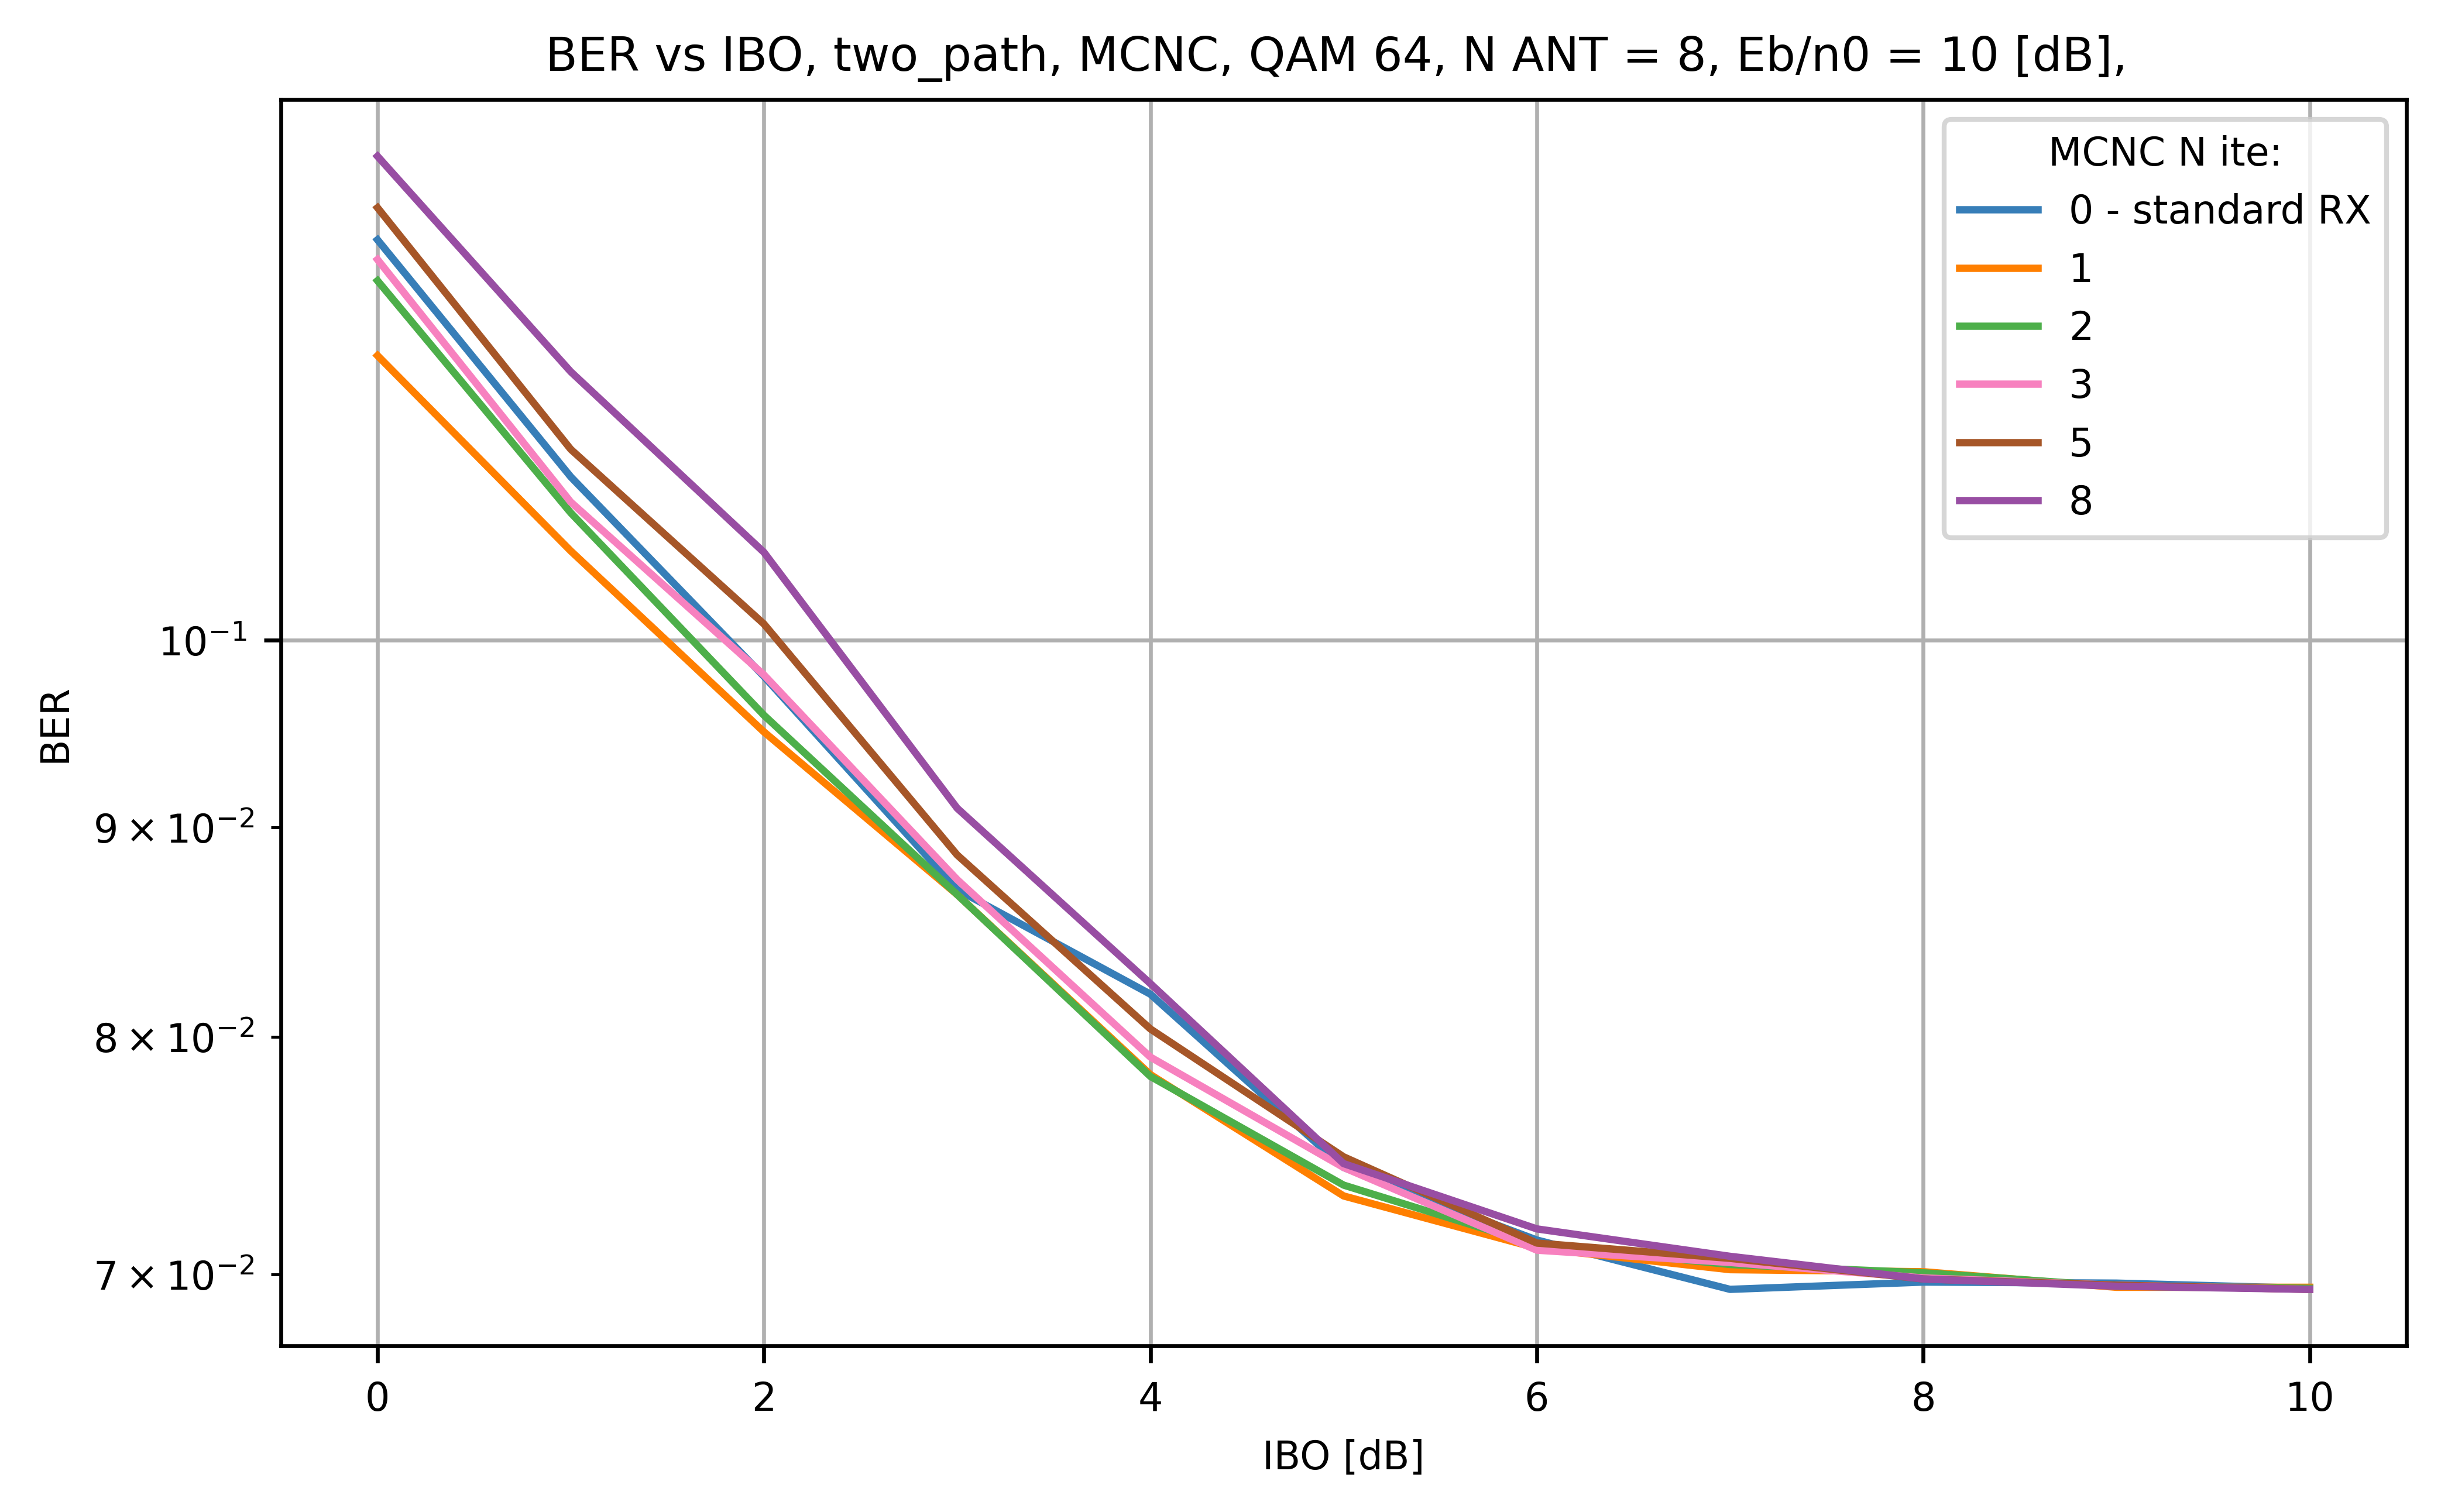 BER vs IBO, two_path, MCNC, QAM 64, N ANT = 8, Eb/n0 = 10 [dB],
MCNC N ite:
0 - standard RX
1
2
3
5
8
BER
10⁻¹
9 × 10⁻²
8 × 10⁻²
7 × 10⁻²
0 2 4 6 8 10
IBO [dB]